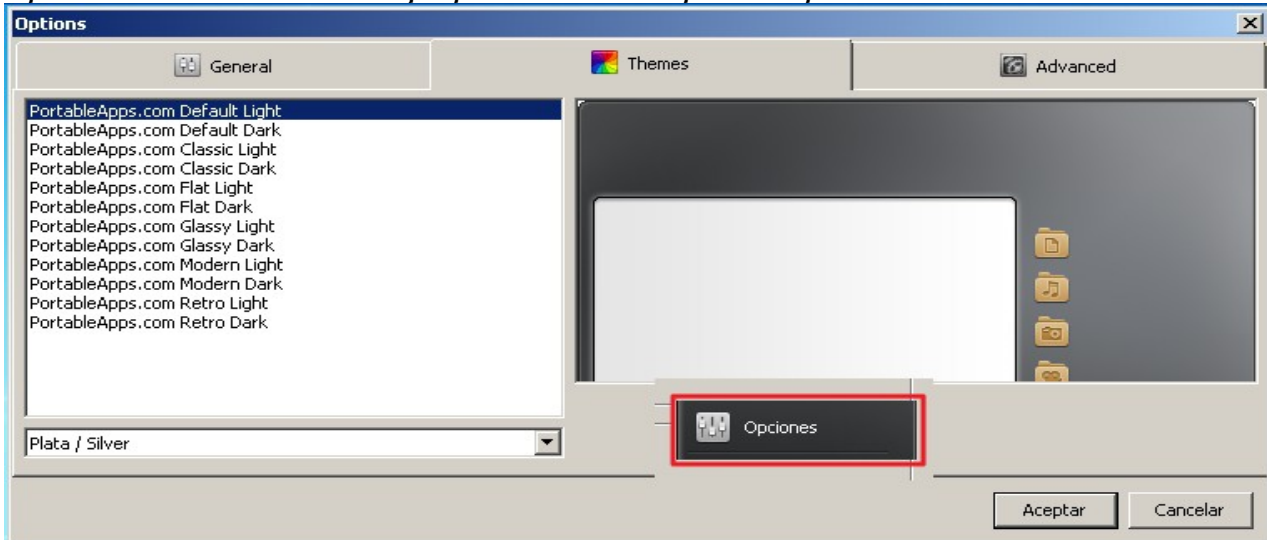 Options
General
Themes
Advanced
PortableApps.com Default Light
PortableApps.com Default Dark
PortableApps.com Classic Light
PortableApps.com Classic Dark
PortableApps.com Flat Light
PortableApps.com Flat Dark
PortableApps.com Glassy Light
PortableApps.com Glassy Dark
PortableApps.com Modern Light
PortableApps.com Modern Dark
PortableApps.com Retro Light
PortableApps.com Retro Dark
Plata / Silver
Opciones
Aceptar
Cancelar